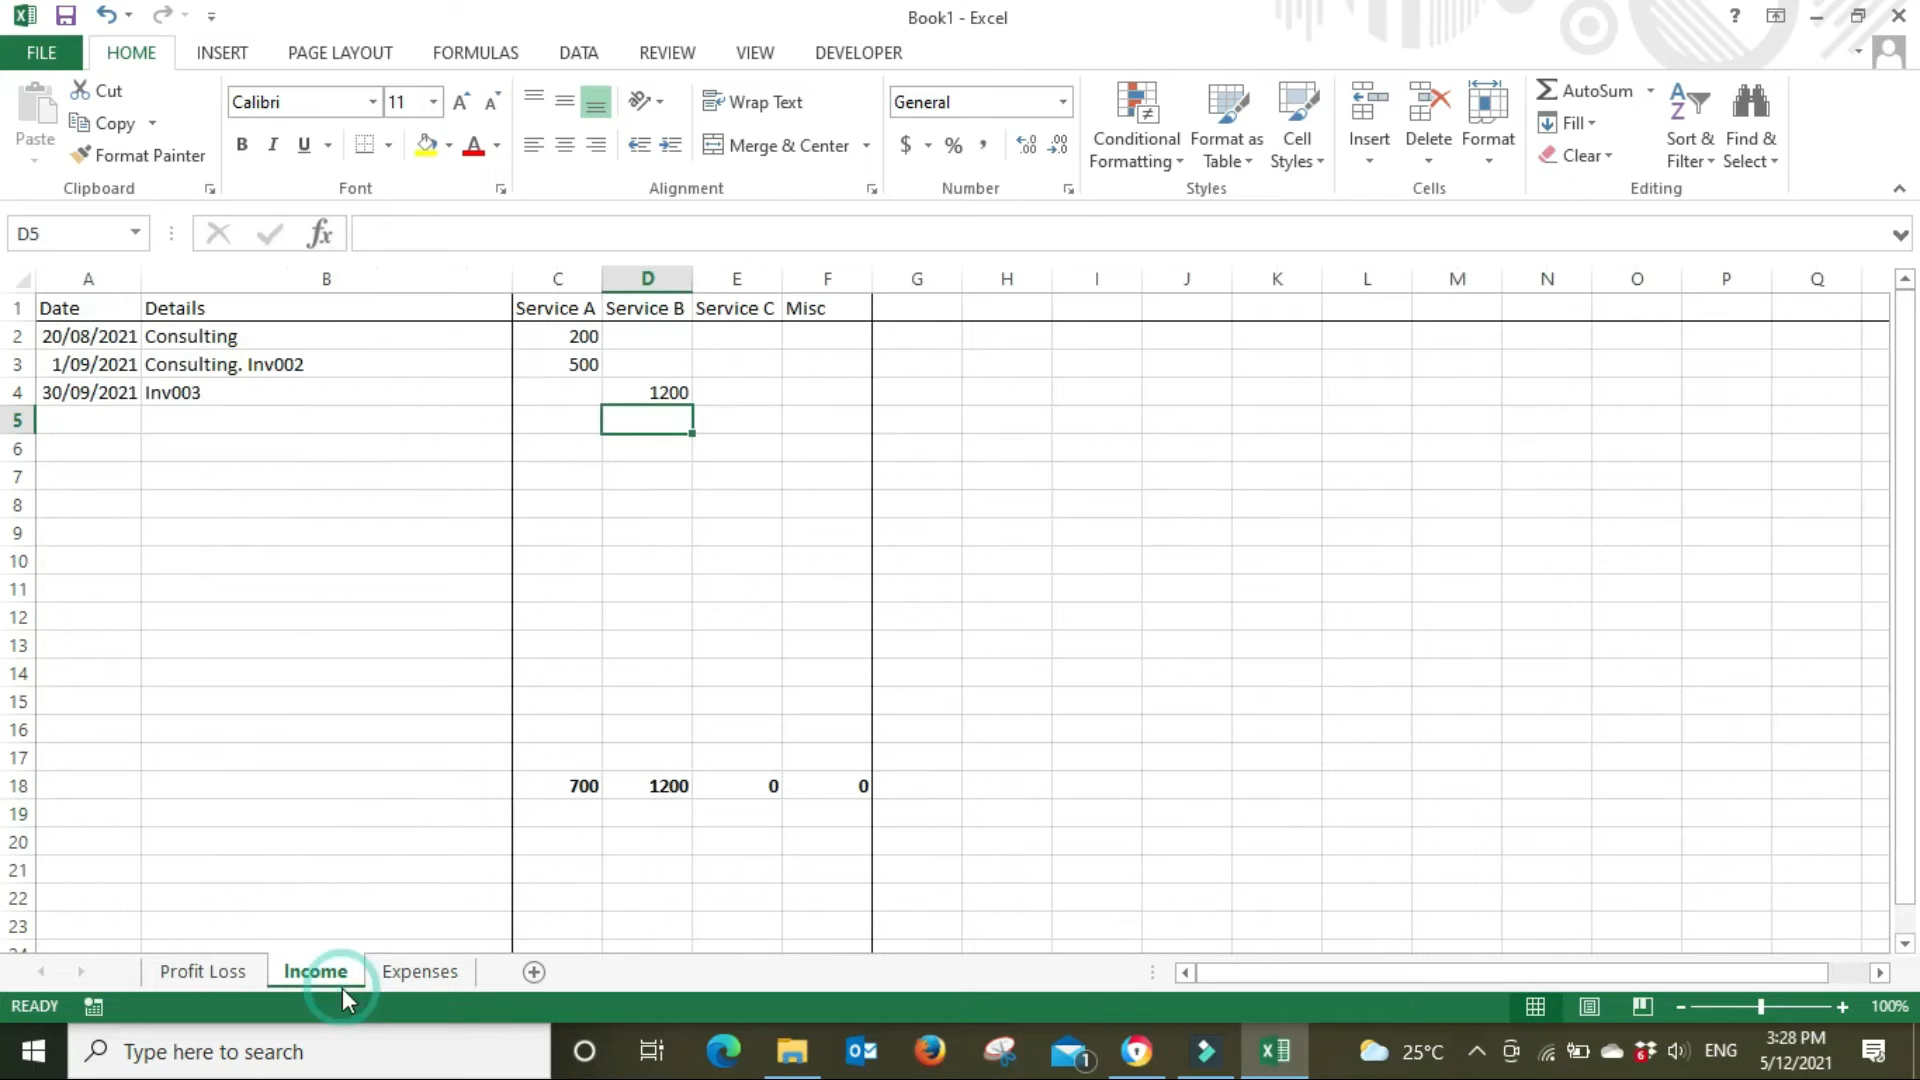 Book1 - Excel
?
FILE
HOME
INSERT
PAGE LAYOUT
FORMULAS
DATA
REVIEW
VIEW
DEVELOPER
Paste
Cut
Copy
Format Painter
Clipboard
Calibri
11
B I U
Font
Wrap Text
Merge & Center
Alignment
General
$ % ,
Number
Conditional Formatting
Format as Table
Cell Styles
Styles
Insert
Delete
Format
Cells
AutoSum
Fill
Clear
Sort & Filter
Find & Select
Editing
D5
fx
A B C D E F G H I J K L M N O P Q
1 Date Details Service A Service B Service C Misc
2 20/08/2021 Consulting 200
3 1/09/2021 Consulting. Inv002 500
4 30/09/2021 Inv003 1200
5
6
7
8
9
10
11
12
13
14
15
16
17
18 700 1200 0 0
19
20
21
22
23
24
Profit Loss
Income
Expenses
READY
100%
Type here to search
1
25°C
6
ENG
3:28 PM
5/12/2021